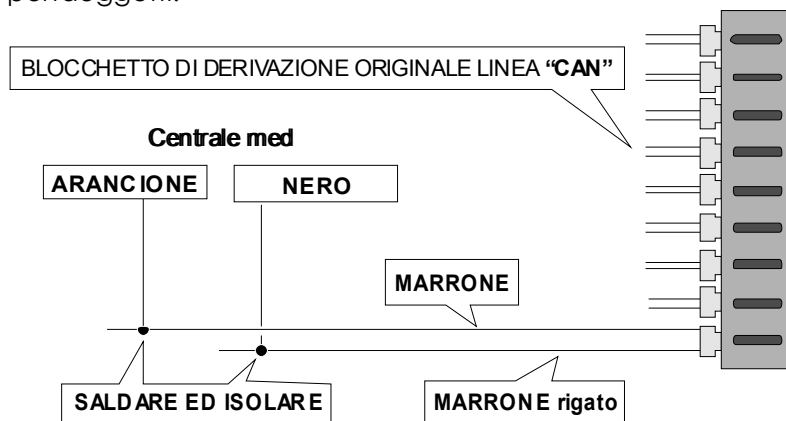 BLOCCHETTO DI DERIVAZIONE ORIGINALE LINEA “CAN”
Centrale med
ARANCIONE
NERO
MARRONE
SALDARE ED ISOLARE
MARRONE rigato